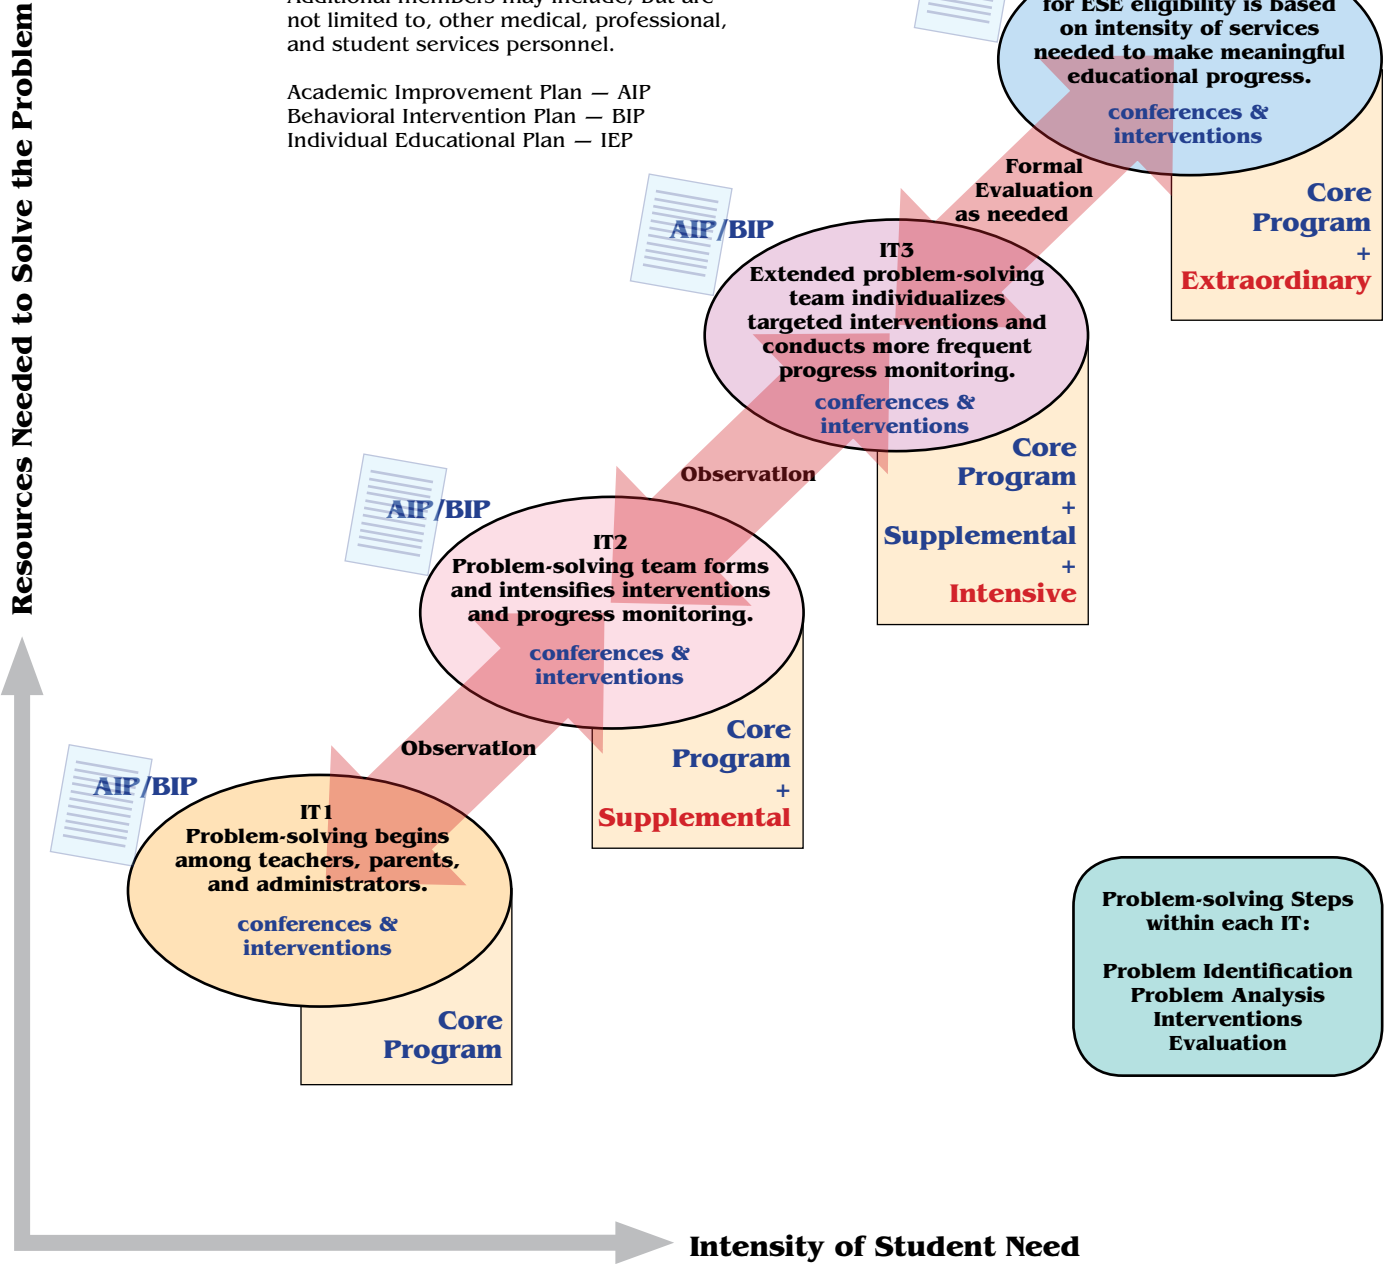 not limited to, other medical, professional,
and student services personnel.
Academic Improvement Plan — AIP
Behavioral Intervention Plan — BIP
Individual Educational Plan — IEP
for ESE eligibility is based
on intensity of services
needed to make meaningful
educational progress.
conferences &
interventions
Core
Program
+
Extraordinary
Formal
Evaluation
as needed
AIP/BIP
IT3
Extended problem-solving
team individualizes
targeted interventions and
conducts more frequent
progress monitoring.
conferences &
interventions
Core
Program
+
Supplemental
+
Intensive
ObservatIon
AIP/BIP
IT2
Problem-solving team forms
and intensifies interventions
and progress monitoring.
conferences &
interventions
Core
Program
+
Supplemental
ObservatIon
AIP/BIP
IT1
Problem-solving begins
among teachers, parents,
and administrators.
conferences &
interventions
Core
Program
Problem-solving Steps
within each IT:
Problem Identification
Problem Analysis
Interventions
Evaluation
Resources Needed to Solve the Problem
Intensity of Student Need